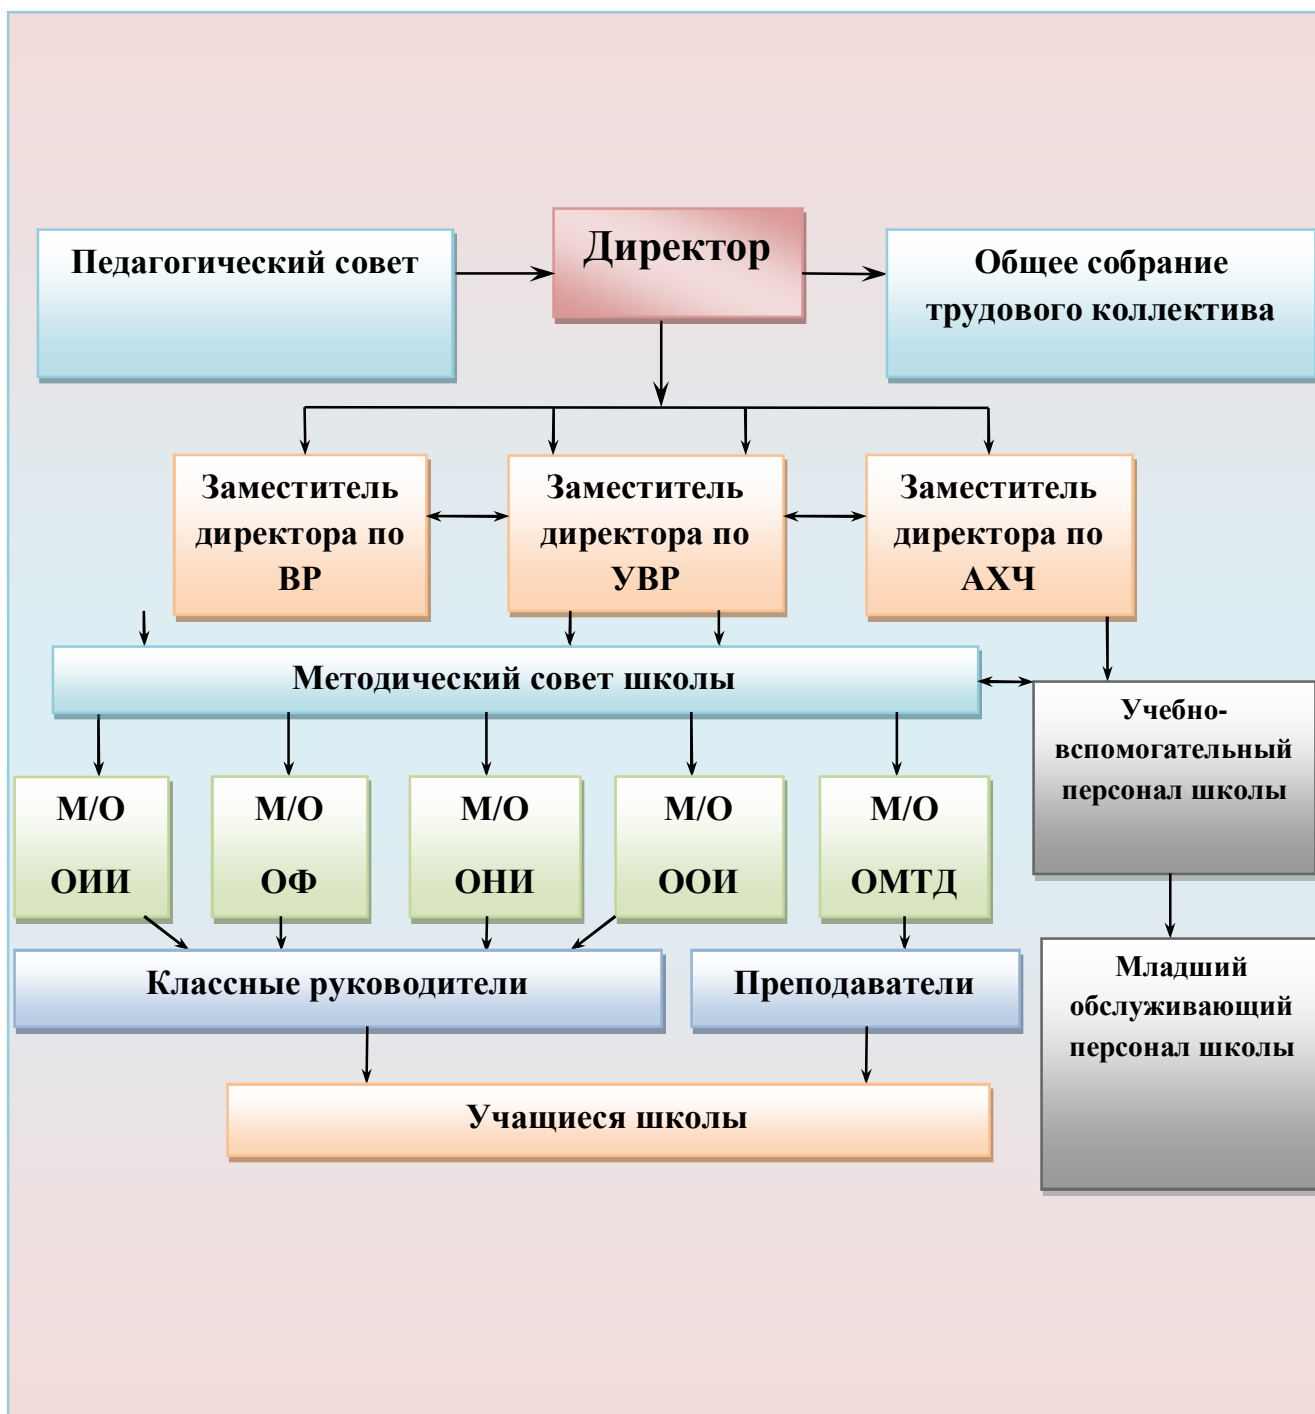 Педагогический совет
Директор
Общее собрание
трудового коллектива
Заместитель
директора по
ВР
Заместитель
директора по
УВР
Заместитель
директора по
АХЧ
Методический совет школы
Учебно-
вспомогательный
персонал школы
М/О
ОИИ
М/О
ОФ
М/О
ОНИ
М/О
ООИ
М/О
ОМТД
Классные руководители
Преподаватели
Младший
обслуживающий
персонал школы
Учащиеся школы